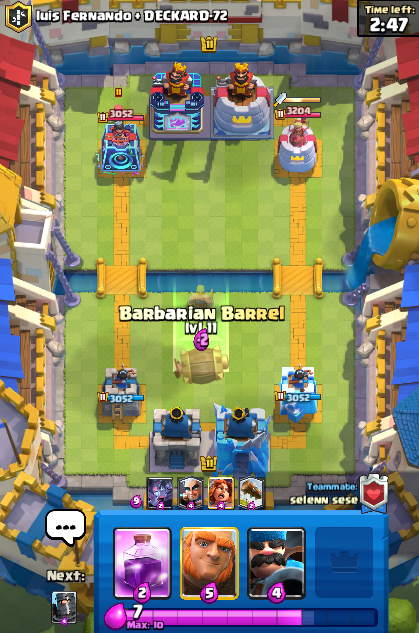 luis Fernando + DECKARD-72
Time left:
2:47
11
11
3052
11
3204
Barbarian Barrel
lvl 11
-2
11
3052
11
3052
11
Teammate:
selenn sese
...
Next:
2
5
4
7
Max: 10